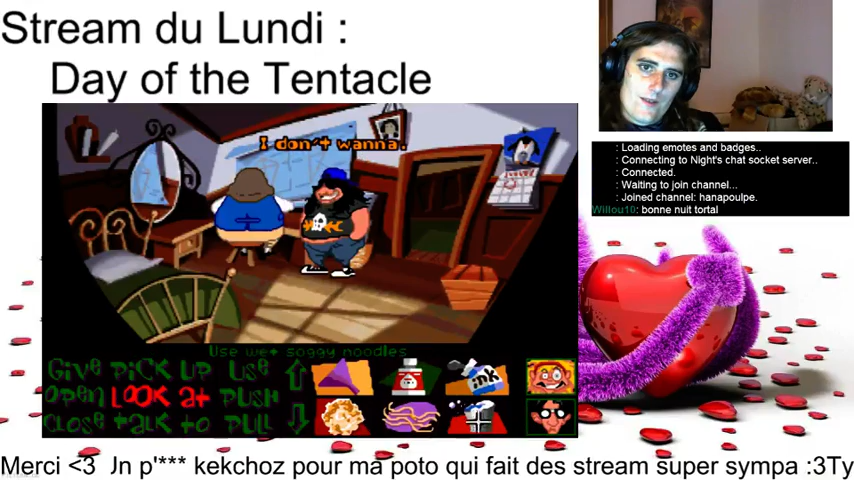 Stream du Lundi :
Day of the Tentacle
I don't wanna.
: Loading emotes and badges..
: Connecting to Night's chat socket server..
: Connected.
: Waiting to join channel...
: Joined channel: hanapoulpe.
Willou10: bonne nuit tortal
Use wet soggy noodles
Give Pick up Use
Open Look at Push
Close Talk to Pull
ink
Merci <3 Un p'*** kekchoz pour ma poto qui fait des stream super sympa :3Ty